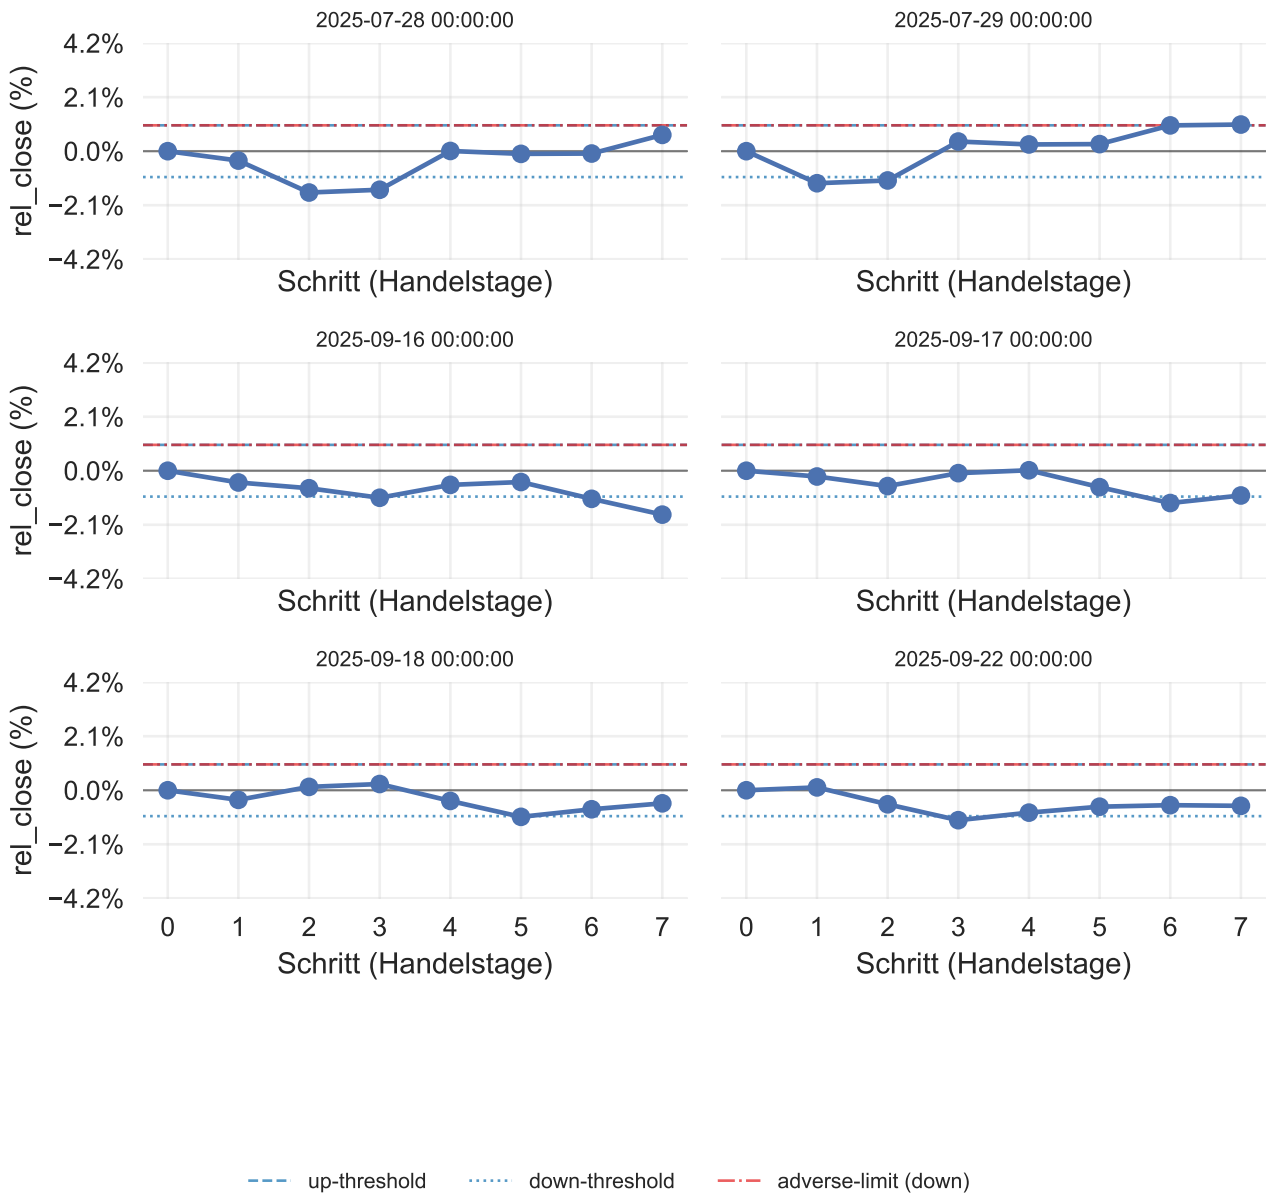 2025-07-28 00:00:00
4.2%
2.1%
0.0%
−2.1%
−4.2%
rel_close (%)
Schritt (Handelstage)
2025-07-29 00:00:00
Schritt (Handelstage)
2025-09-16 00:00:00
4.2%
2.1%
0.0%
−2.1%
−4.2%
rel_close (%)
Schritt (Handelstage)
2025-09-17 00:00:00
Schritt (Handelstage)
2025-09-18 00:00:00
4.2%
2.1%
0.0%
−2.1%
−4.2%
rel_close (%)
0 1 2 3 4 5 6 7
Schritt (Handelstage)
2025-09-22 00:00:00
0 1 2 3 4 5 6 7
Schritt (Handelstage)
up-threshold down-threshold adverse-limit (down)